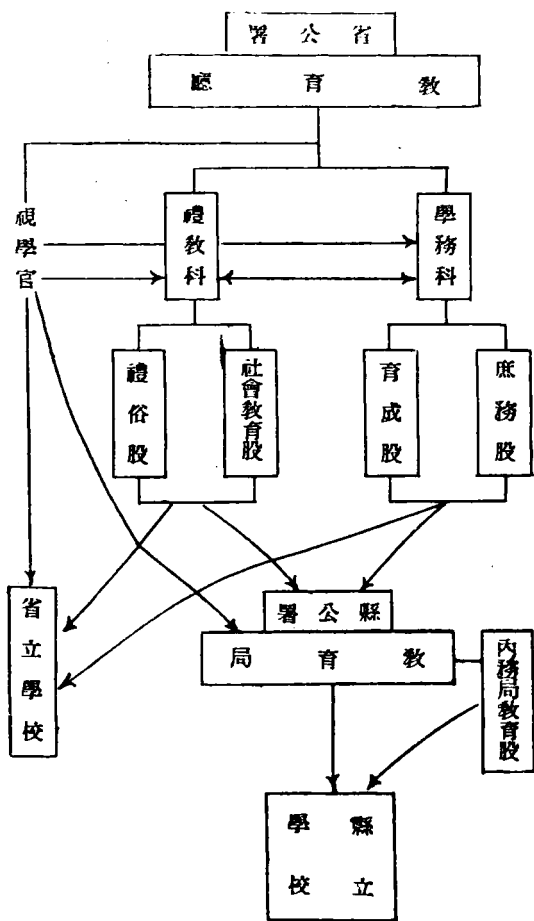 省公署
教育廳
視學官
禮教科
學務科
禮俗股
社會教育股
育成股
庶務股
縣公署
教育局
內務局教育股
省立學校
縣立
學校